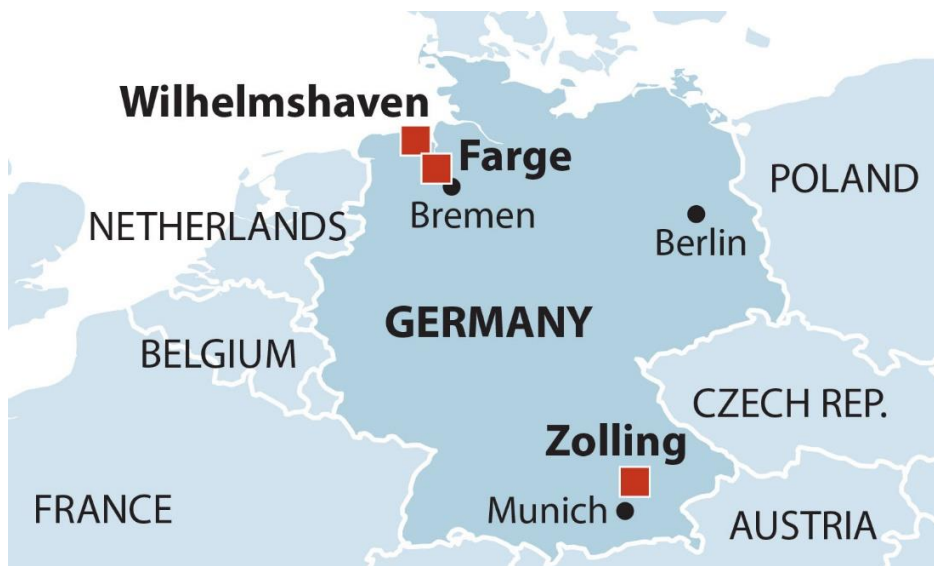 Wilhelmshaven
Farge
POLAND
Bremen
NETHERLANDS
Berlin
GERMANY
BELGIUM
CZECH REP.
Zolling
FRANCE
Munich
AUSTRIA